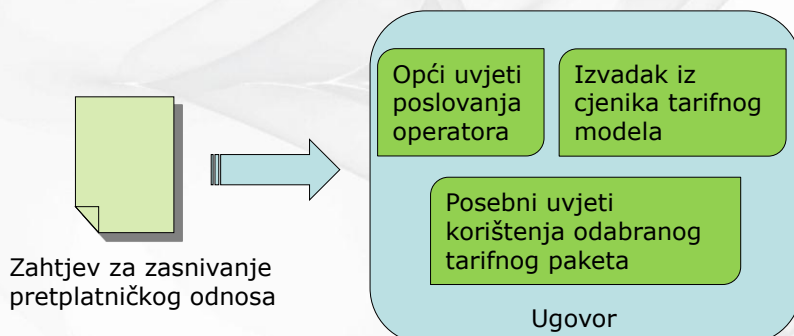 Opći uvjeti
poslovanja
operatora
Izvadak iz
cjenika tarifnog
modela
Posebni uvjeti
korištenja odabranog
tarifnog paketa
Zahtjev za zasnivanje
pretplatničkog odnosa
Ugovor